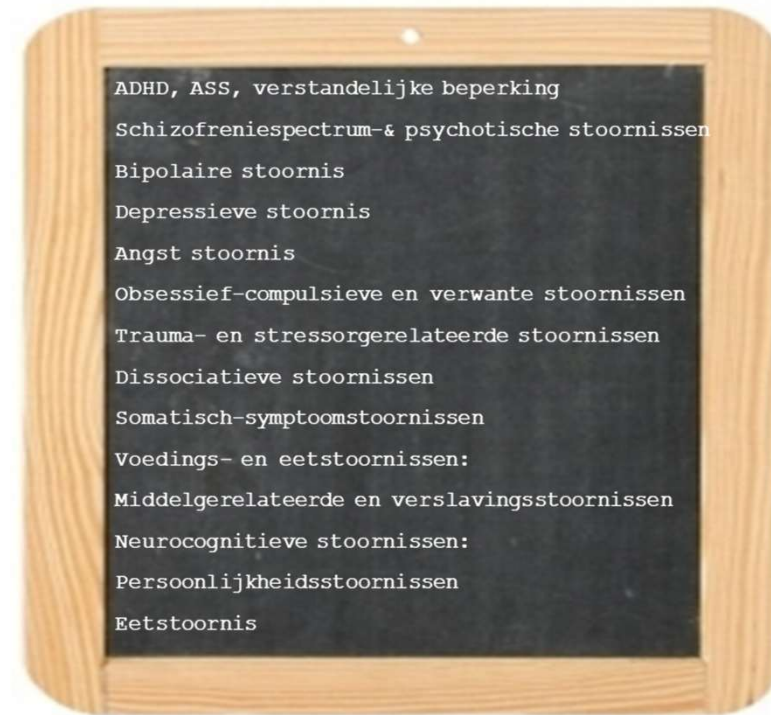 ADHD, ASS, verstandelijke beperking
Schizofreniespectrum-& psychotische stoornissen
Bipolaire stoornis
Depressieve stoornis
Angst stoornis
Obsessief-compulsieve en verwante stoornissen
Trauma- en stressorgerelateerde stoornissen
Dissociatieve stoornissen
Somatisch-symptoomstoornissen
Voedings- en eetstoornissen:
Middelgerelateerde en verslavingsstoornissen
Neurocognitieve stoornissen:
Persoonlijkheidsstoornissen
Eetstoornis